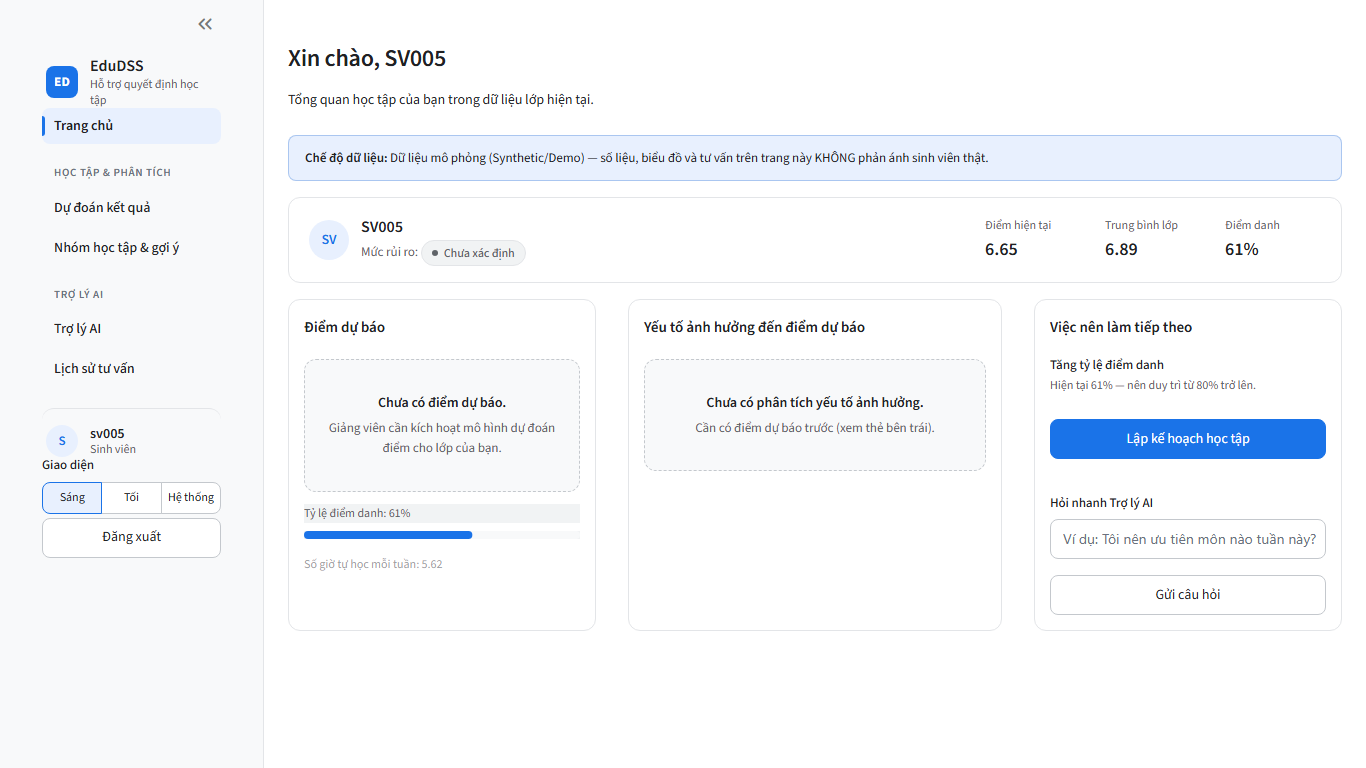 ED
EduDSS
Hỗ trợ quyết định học
tập
Trang chủ
HỌC TẬP & PHÂN TÍCH
Dự đoán kết quả
Nhóm học tập & gợi ý
TRỢ LÝ AI
Trợ lý AI
Lịch sử tư vấn
S
sv005
Sinh viên
Giao diện
Sáng
Tối
Hệ thống
Đăng xuất
Xin chào, SV005
Tổng quan học tập của bạn trong dữ liệu lớp hiện tại.
Chế độ dữ liệu: Dữ liệu mô phỏng (Synthetic/Demo) — số liệu, biểu đồ và tư vấn trên trang này KHÔNG phản ánh sinh viên thật.
SV
SV005
Mức rủi ro: Chưa xác định
Điểm hiện tại
6.65
Trung bình lớp
6.89
Điểm danh
61%
Điểm dự báo
Chưa có điểm dự báo.
Giảng viên cần kích hoạt mô hình dự đoán
điểm cho lớp của bạn.
Tỷ lệ điểm danh: 61%
Số giờ tự học mỗi tuần: 5.62
Yếu tố ảnh hưởng đến điểm dự báo
Chưa có phân tích yếu tố ảnh hưởng.
Cần có điểm dự báo trước (xem thẻ bên trái).
Việc nên làm tiếp theo
Tăng tỷ lệ điểm danh
Hiện tại 61% — nên duy trì từ 80% trở lên.
Lập kế hoạch học tập
Hỏi nhanh Trợ lý AI
Ví dụ: Tôi nên ưu tiên môn nào tuần này?
Gửi câu hỏi